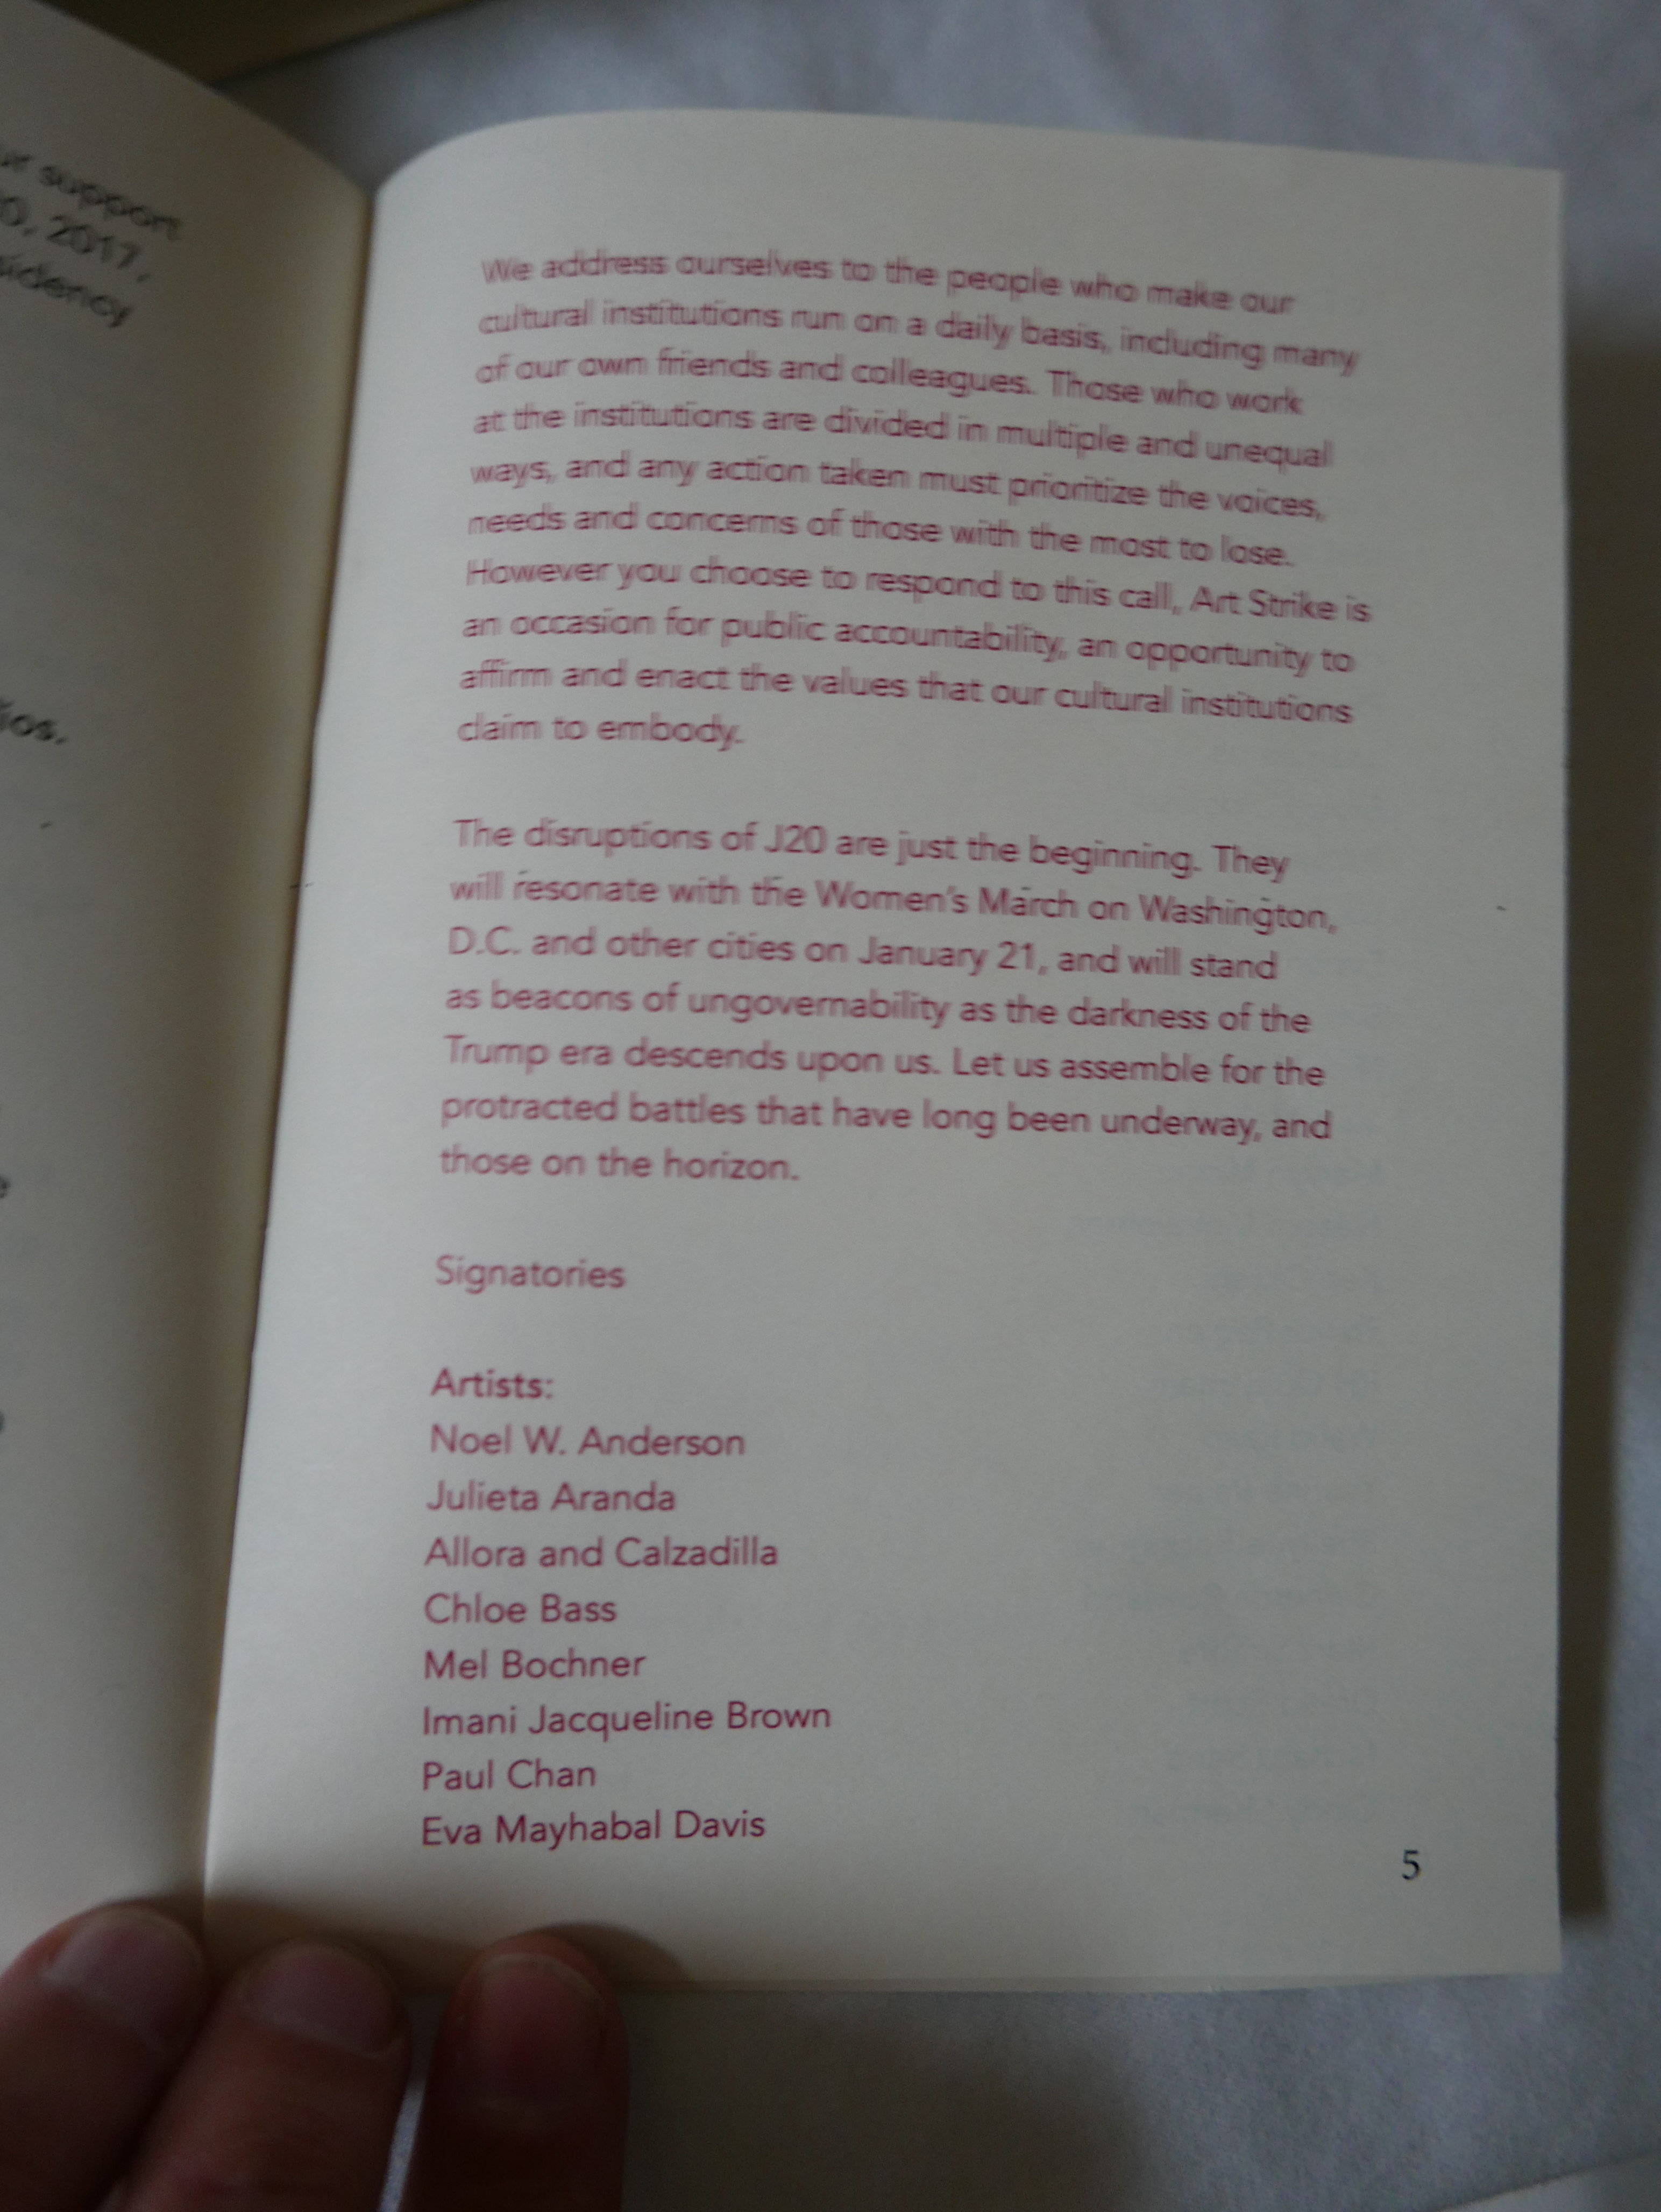 ur support
0, 2017,
sidency
ios.
We address ourselves to the people who make our
cultural institutions run on a daily basis, including many
of our own friends and colleagues. Those who work
at the institutions are divided in multiple and unequal
ways, and any action taken must prioritize the voices,
needs and concerns of those with the most to lose.
However you choose to respond to this call, Art Strike is
an occasion for public accountability, an opportunity to
affirm and enact the values that our cultural institutions
claim to embody.
The disruptions of J20 are just the beginning. They
will resonate with the Women's March on Washington,
D.C. and other cities on January 21, and will stand
as beacons of ungovernability as the darkness of the
Trump era descends upon us. Let us assemble for the
protracted battles that have long been underway, and
those on the horizon.
Signatories
Artists:
Noel W. Anderson
Julieta Aranda
Allora and Calzadilla
Chloe Bass
Mel Bochner
Imani Jacqueline Brown
Paul Chan
Eva Mayhabal Davis
5